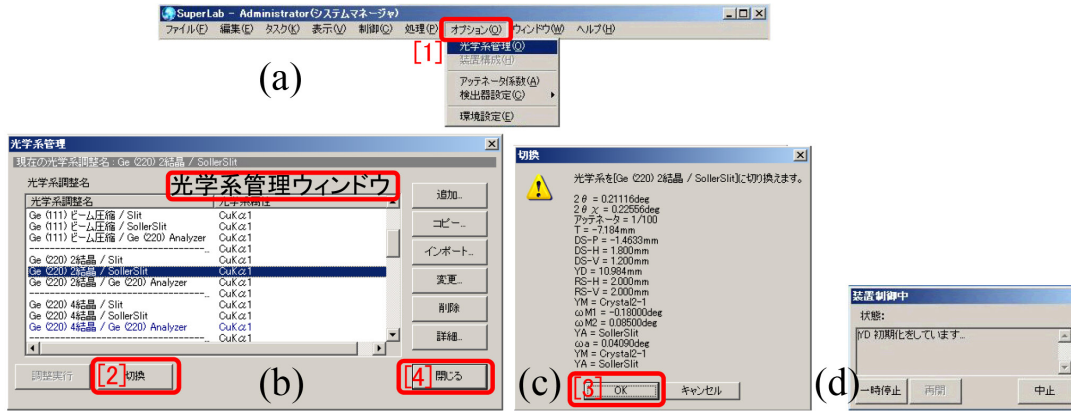 SuperLab - Administrator(システムマネージャ)
ファイル(F) 編集(E) タスク(K) 表示(V) 制御(C) 処理(P) オプション(O) ウィンドウ(W) ヘルプ(H)
[1]
光学系管理(O)
装置構成(H)
アッテネータ係数(A)
検出器設定(C)
環境設定(E)
(a)
光学系管理
現在の光学系調整名 : Ge (220) 2結晶 / SollerSlit
光学系調整名
光学系管理ウィンドウ
光学系調整名 光学系属性
Ge (111) ビーム圧縮 / Slit CuKα1
Ge (111) ビーム圧縮 / SollerSlit CuKα1
Ge (111) ビーム圧縮 / Ge (220) Analyzer CuKα1
Ge (220) 2結晶 / Slit CuKα1
Ge (220) 2結晶 / SollerSlit CuKα1
Ge (220) 2結晶 / Ge (220) Analyzer CuKα1
Ge (220) 4結晶 / Slit CuKα1
Ge (220) 4結晶 / SollerSlit CuKα1
Ge (220) 4結晶 / Ge (220) Analyzer CuKα1
追加...
コピー...
インポート...
変更...
削除
詳細...
調整実行
[2] 切換
(b)
[4] 閉じる
切換
光学系を[Ge (220) 2結晶 / SollerSlit]に切り換えます。
2θ = 0.21116deg
2θχ = 0.22556deg
アッテネータ = 1/100
T = -7.184mm
DS-P = -1.4633mm
DS-H = 1.800mm
DS-V = 1.200mm
YD = 10.984mm
RS-H = 2.000mm
RS-V = 2.000mm
YM = Crystal2-1
ωM1 = -0.18000deg
ωM2 = 0.08500deg
YA = SollerSlit
ωa = 0.04090deg
YM = Crystal2-1
YA = SollerSlit
(c)
[3] OK
キャンセル
装置制御中
状態:
YD 初期化をしています...
(d)
一時停止 再開 中止